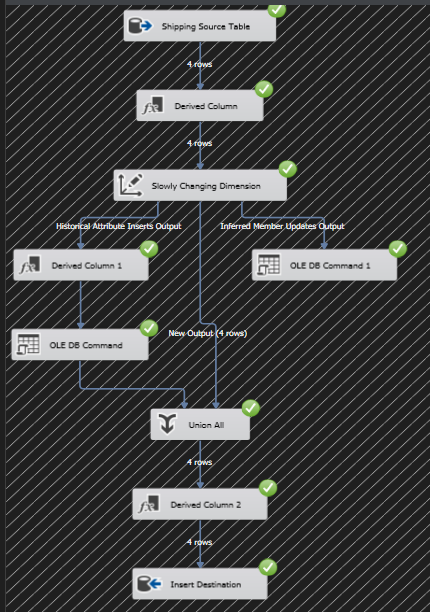 Shipping Source Table
4 rows
Derived Column
4 rows
Slowly Changing Dimension
Historical Attribute Inserts Output
Inferred Member Updates Output
Derived Column 1
OLE DB Command 1
New Output (4 rows)
OLE DB Command
Union All
4 rows
Derived Column 2
4 rows
Insert Destination